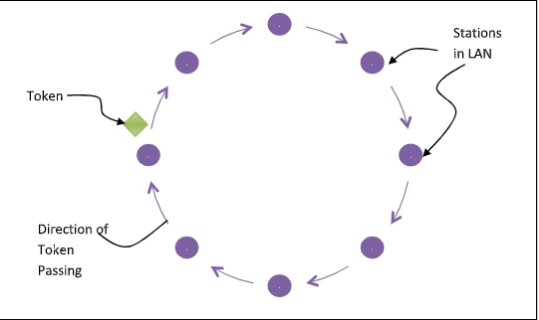 Stations
in LAN
Token
Direction of
Token
Passing